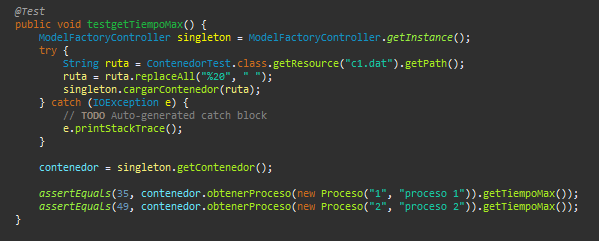 @Test
public void testgetTiempoMax() {
ModelFactoryController singleton = ModelFactoryController.getInstance();
try {
String ruta = ContenedorTest.class.getResource("c1.dat").getPath();
ruta = ruta.replaceAll("%20", " ");
singleton.cargarContenedor(ruta);
} catch (IOException e) {
// TODO Auto-generated catch block
e.printStackTrace();
}
contenedor = singleton.getContenedor();
assertEquals(35, contenedor.obtenerProceso(new Proceso("1", "proceso 1")).getTiempoMax());
assertEquals(49, contenedor.obtenerProceso(new Proceso("2", "proceso 2")).getTiempoMax());
}